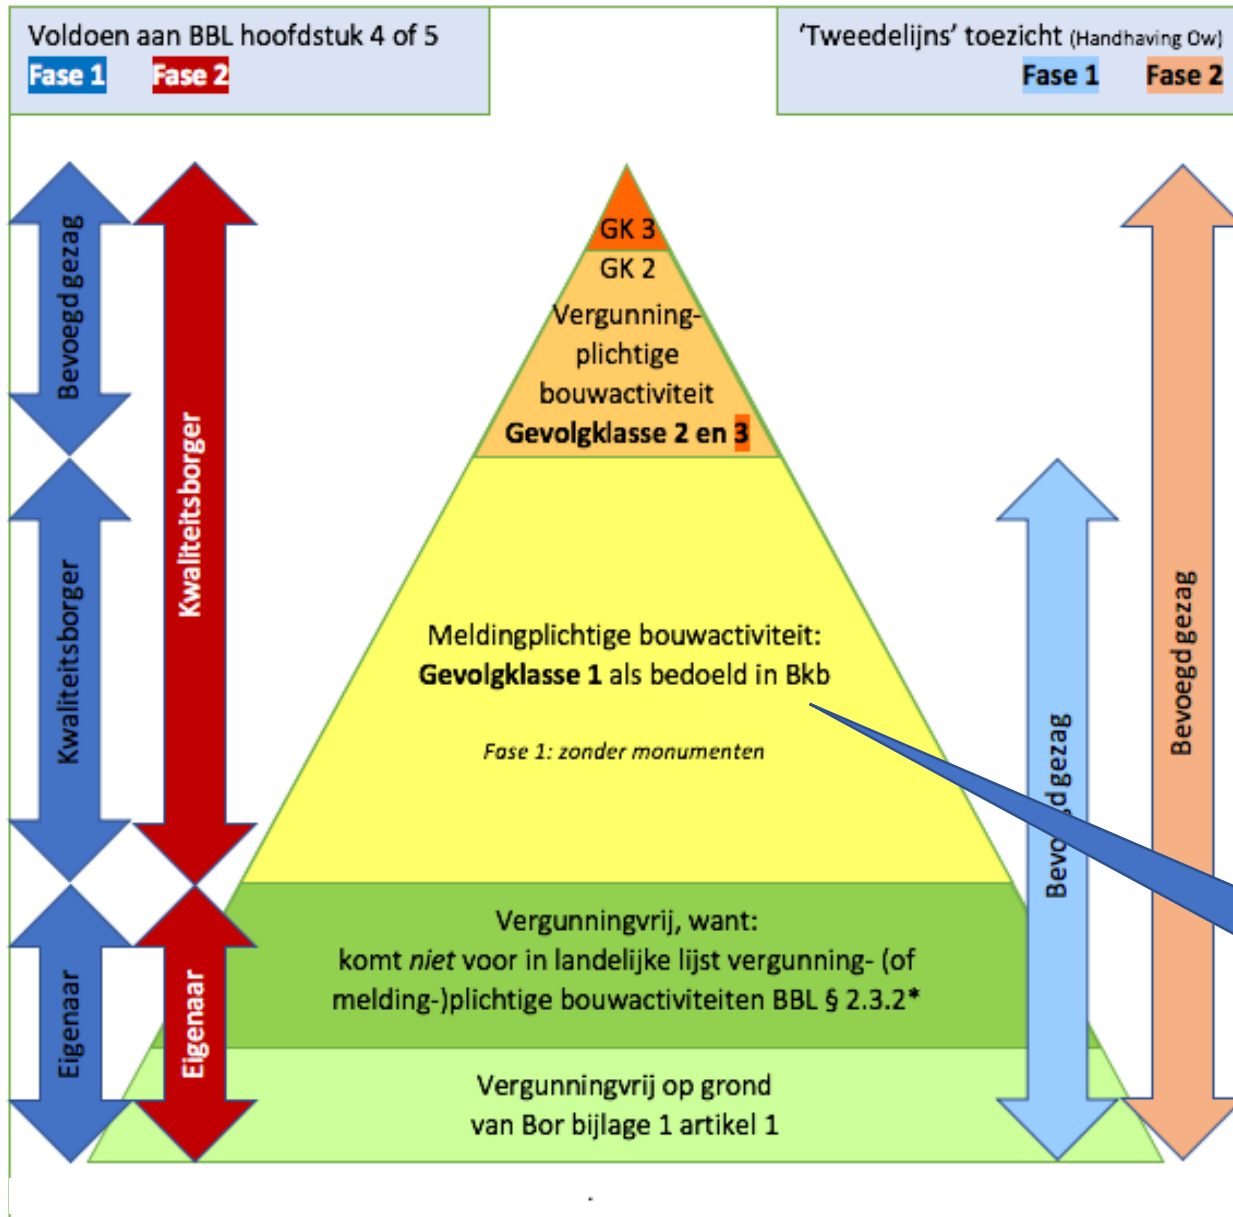 Voldoen aan BBL hoofdstuk 4 of 5
Fase 1 Fase 2
'Tweedelijns' toezicht (Handhaving Ow)
Fase 1 Fase 2
Bevoegd gezag
Kwaliteitsborger
Eigenaar
Kwaliteitsborger
Eigenaar
GK 3
GK 2
Vergunning-
plichtige
bouwactiviteit
Gevolgklasse 2 en 3
Meldingplichtige bouwactiviteit:
Gevolgklasse 1 als bedoeld in Bkb
Fase 1: zonder monumenten
Vergunningvrij, want:
komt niet voor in landelijke lijst vergunning- (of
melding-)plichtige bouwactiviteiten BBL § 2.3.2*
Vergunningvrij op grond
van Bor bijlage 1 artikel 1
.
Bevoegd gezag
Bevoegd gezag